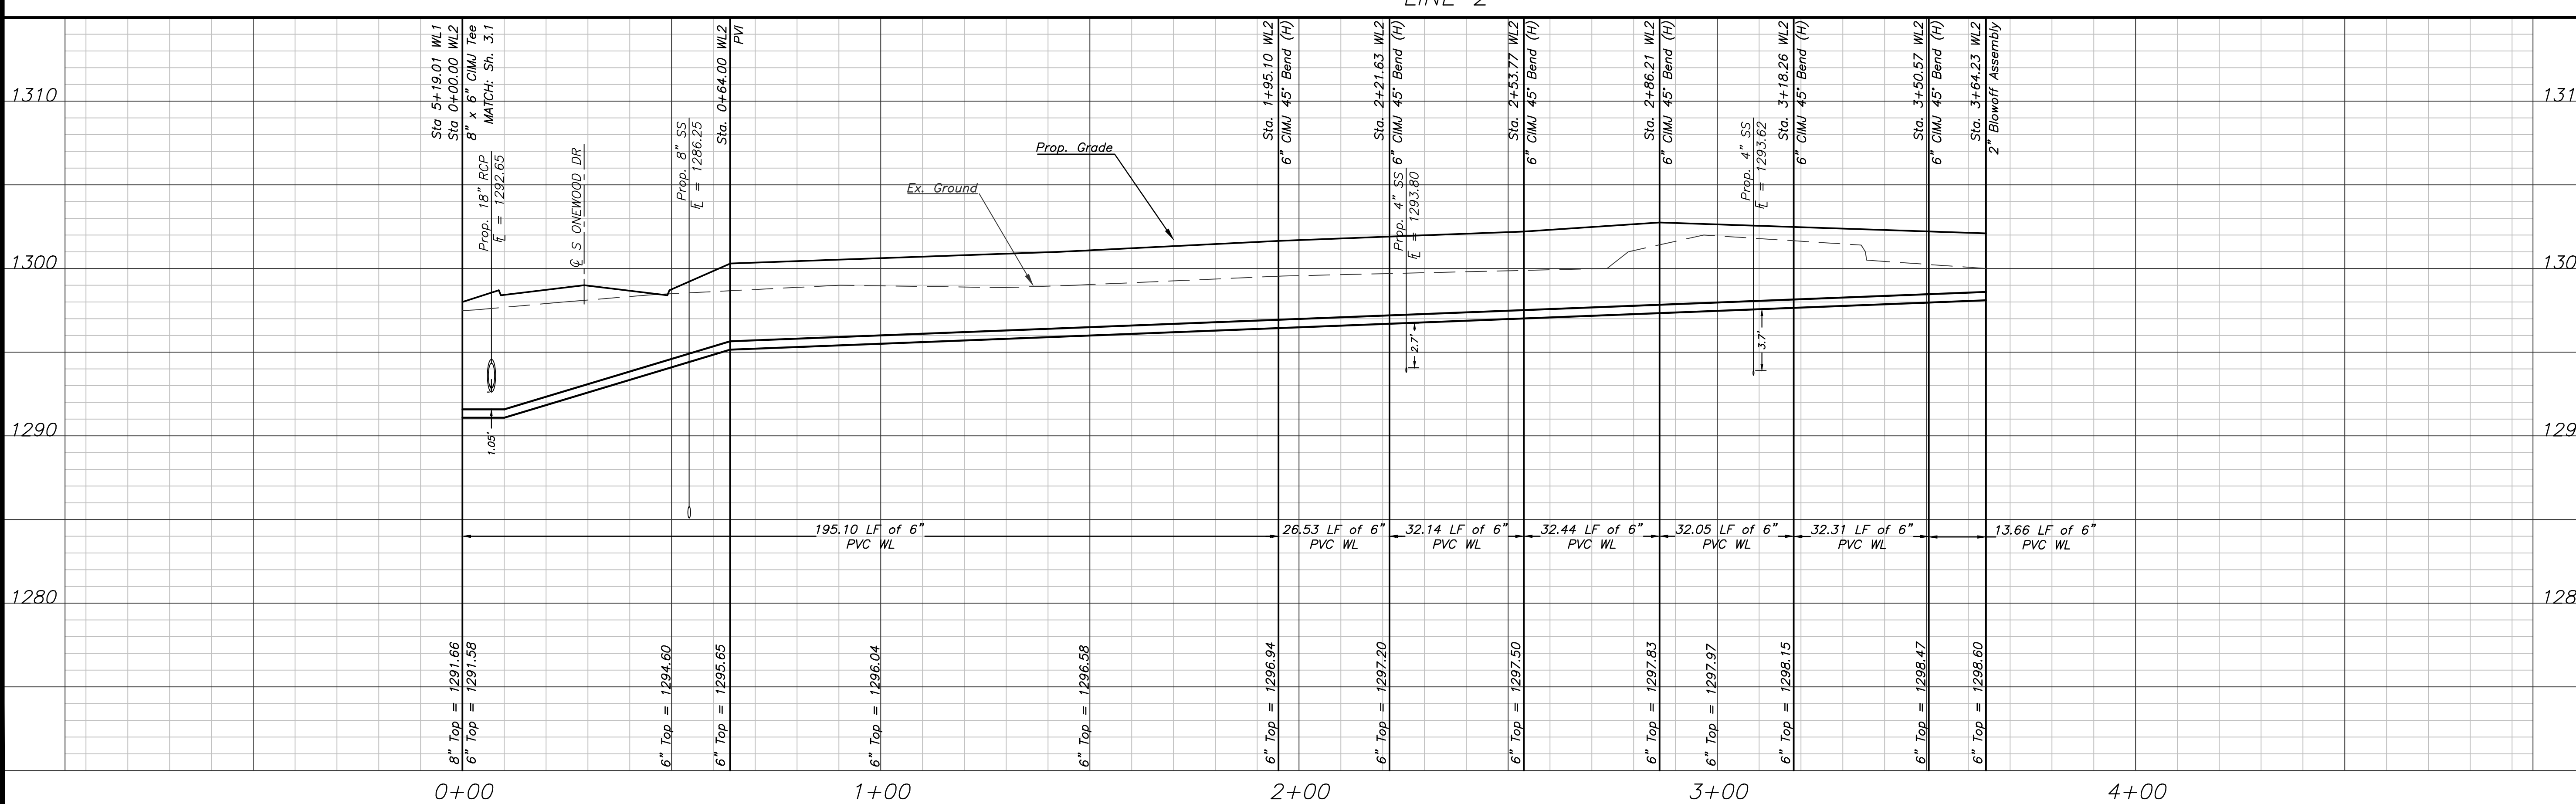 Sta 5+19.01 WL1
Sta 0+00.00 WL2
8" x 6" CIMJ Tee
MATCH: Sh. 3.1
Prop. 18" RCP
℄ = 1292.65
℄ S ONEWOOD DR
Prop. 8" SS
℄ = 1286.25
Sta. 0+64.00 WL2
PVI
Ex. Ground
Prop. Grade
Sta. 1+95.10 WL2
6" CIMJ 45° Bend (H)
Sta. 2+21.63 WL2
6" CIMJ 45° Bend (H)
Prop. 4" SS
℄ = 1293.80
Sta. 2+53.77 WL2
6" CIMJ 45° Bend (H)
Sta. 2+86.21 WL2
6" CIMJ 45° Bend (H)
Prop. 4" SS
℄ = 1293.62
Sta. 3+18.26 WL2
6" CIMJ 45° Bend (H)
Sta. 3+50.57 WL2
6" CIMJ 45° Bend (H)
Sta. 3+64.23 WL2
2" Blowoff Assembly
1310
131
1300
130
1290
129
1280
128
1.05'
2.7'
3.7'
195.10 LF of 6"
PVC WL
26.53 LF of 6"
PVC WL
32.14 LF of 6"
PVC WL
32.44 LF of 6"
PVC WL
32.05 LF of 6"
PVC WL
32.31 LF of 6"
PVC WL
13.66 LF of 6"
PVC WL
8" Top = 1291.66
6" Top = 1291.58
6" Top = 1294.60
6" Top = 1295.65
6" Top = 1296.04
6" Top = 1296.58
6" Top = 1296.94
6" Top = 1297.20
6" Top = 1297.50
6" Top = 1297.83
6" Top = 1297.97
6" Top = 1298.15
6" Top = 1298.47
6" Top = 1298.60
0+00
1+00
2+00
3+00
4+00